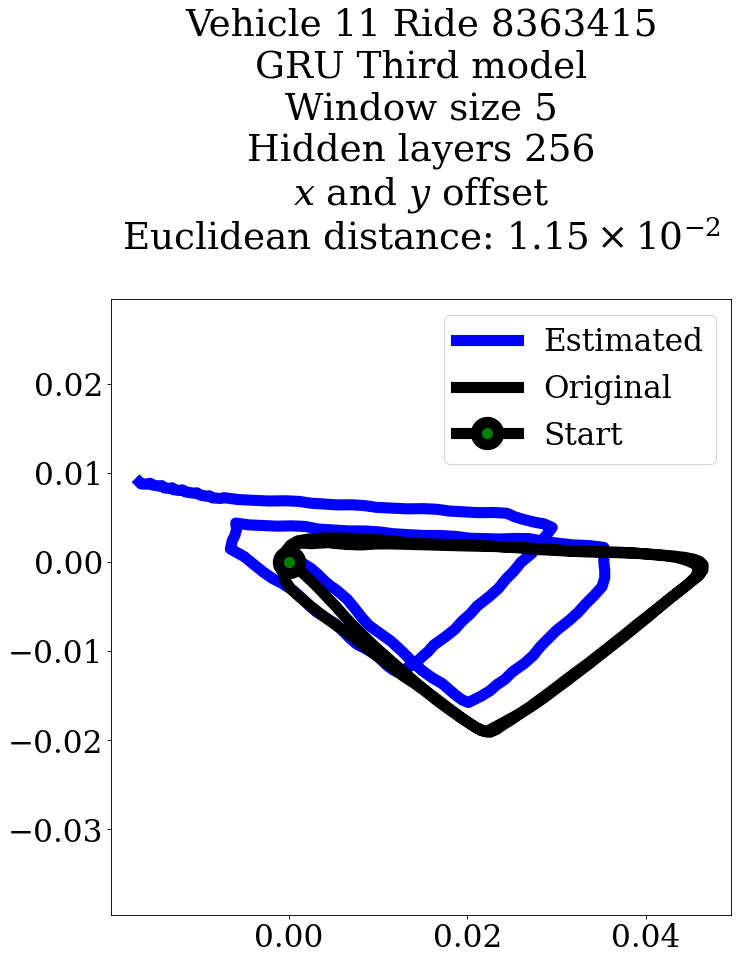 Vehicle 11 Ride 8363415
GRU Third model
Window size 5
Hidden layers 256
x and y offset
Euclidean distance: 1.15 × 10⁻²
Estimated
Original
Start
0.02
0.01
0.00
−0.01
−0.02
−0.03
0.00 0.02 0.04